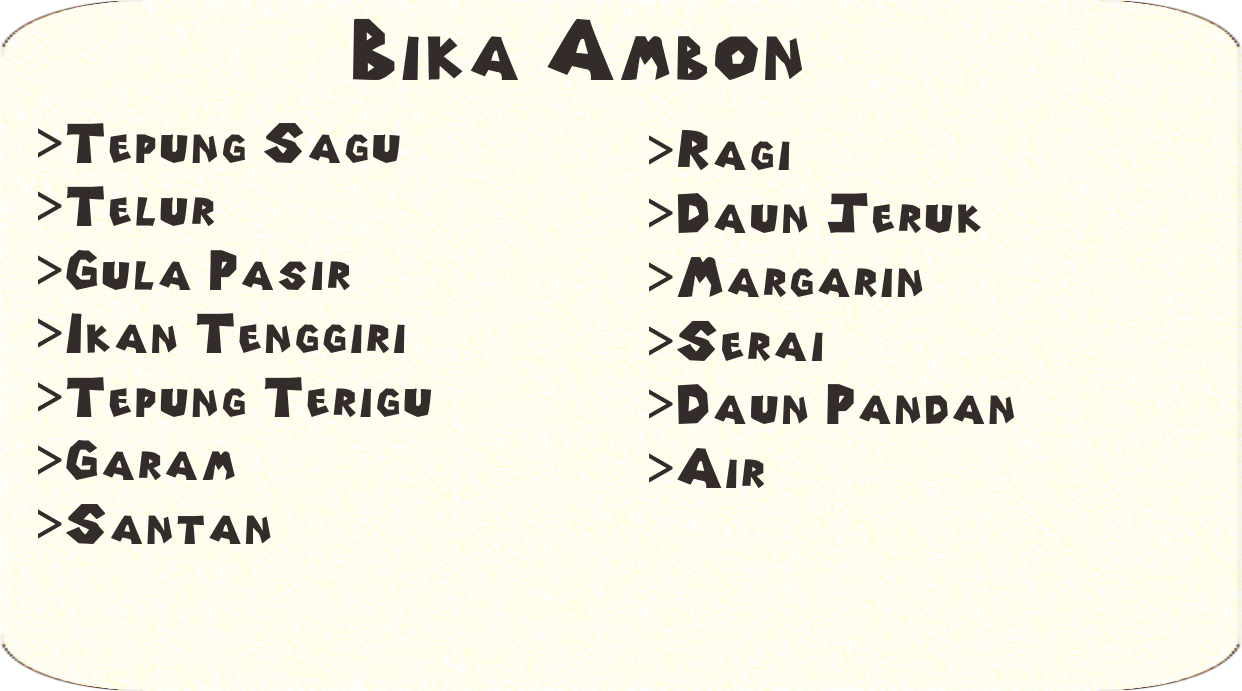 Bika Ambon
>Tepung Sagu
>Telur
>Gula Pasir
>Ikan Tenggiri
>Tepung Terigu
>Garam
>Santan
>Ragi
>Daun Jeruk
>Margarin
>Serai
>Daun Pandan
>Air